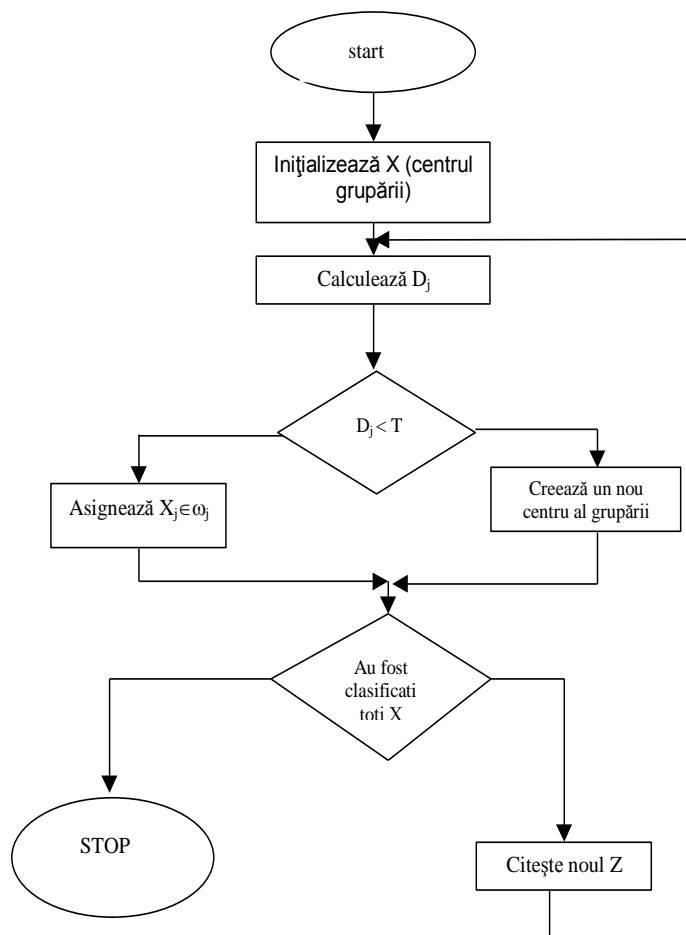 start
Iniţializează X (centrul
grupării)
Calculează Dj
Dj < T
Asignează Xj∈ωj
Creează un nou
centru al grupării
Au fost
clasificati
toti X
STOP
Citeşte noul Z